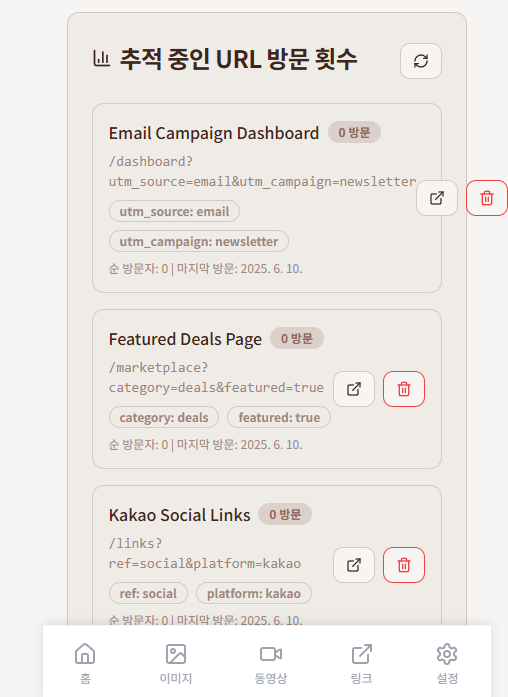 추적 중인 URL 방문 횟수
Email Campaign Dashboard 0 방문
/dashboard?
utm_source=email&utm_campaign=newsletter
utm_source: email
utm_campaign: newsletter
순 방문자: 0 | 마지막 방문: 2025. 6. 10.
Featured Deals Page 0 방문
/marketplace?
category=deals&featured=true
category: deals featured: true
순 방문자: 0 | 마지막 방문: 2025. 6. 10.
Kakao Social Links 0 방문
/links?
ref=social&platform=kakao
ref: social platform: kakao
순 방문자: 0 | 마지막 방문: 2025. 6. 10.
홈 이미지 동영상 링크 설정